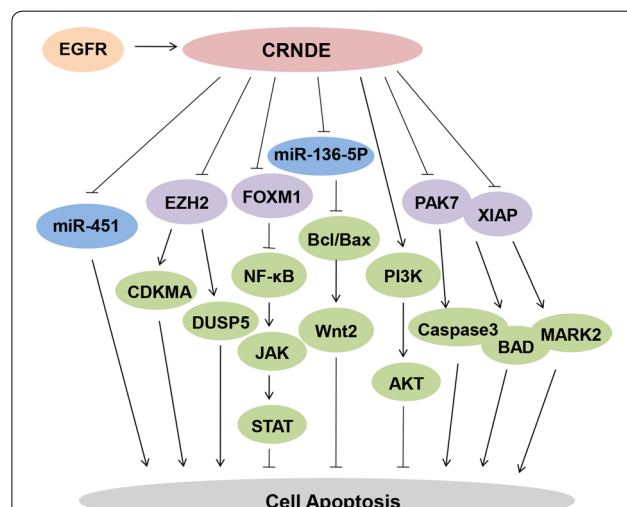 EGFR
CRNDE
miR-136-5P
miR-451
EZH2
FOXM1
PAK7
XIAP
Bcl/Bax
CDKMA
NF-κB
PI3K
DUSP5
Wnt2
Caspase3
BAD
MARK2
JAK
AKT
STAT
Cell Apoptosis